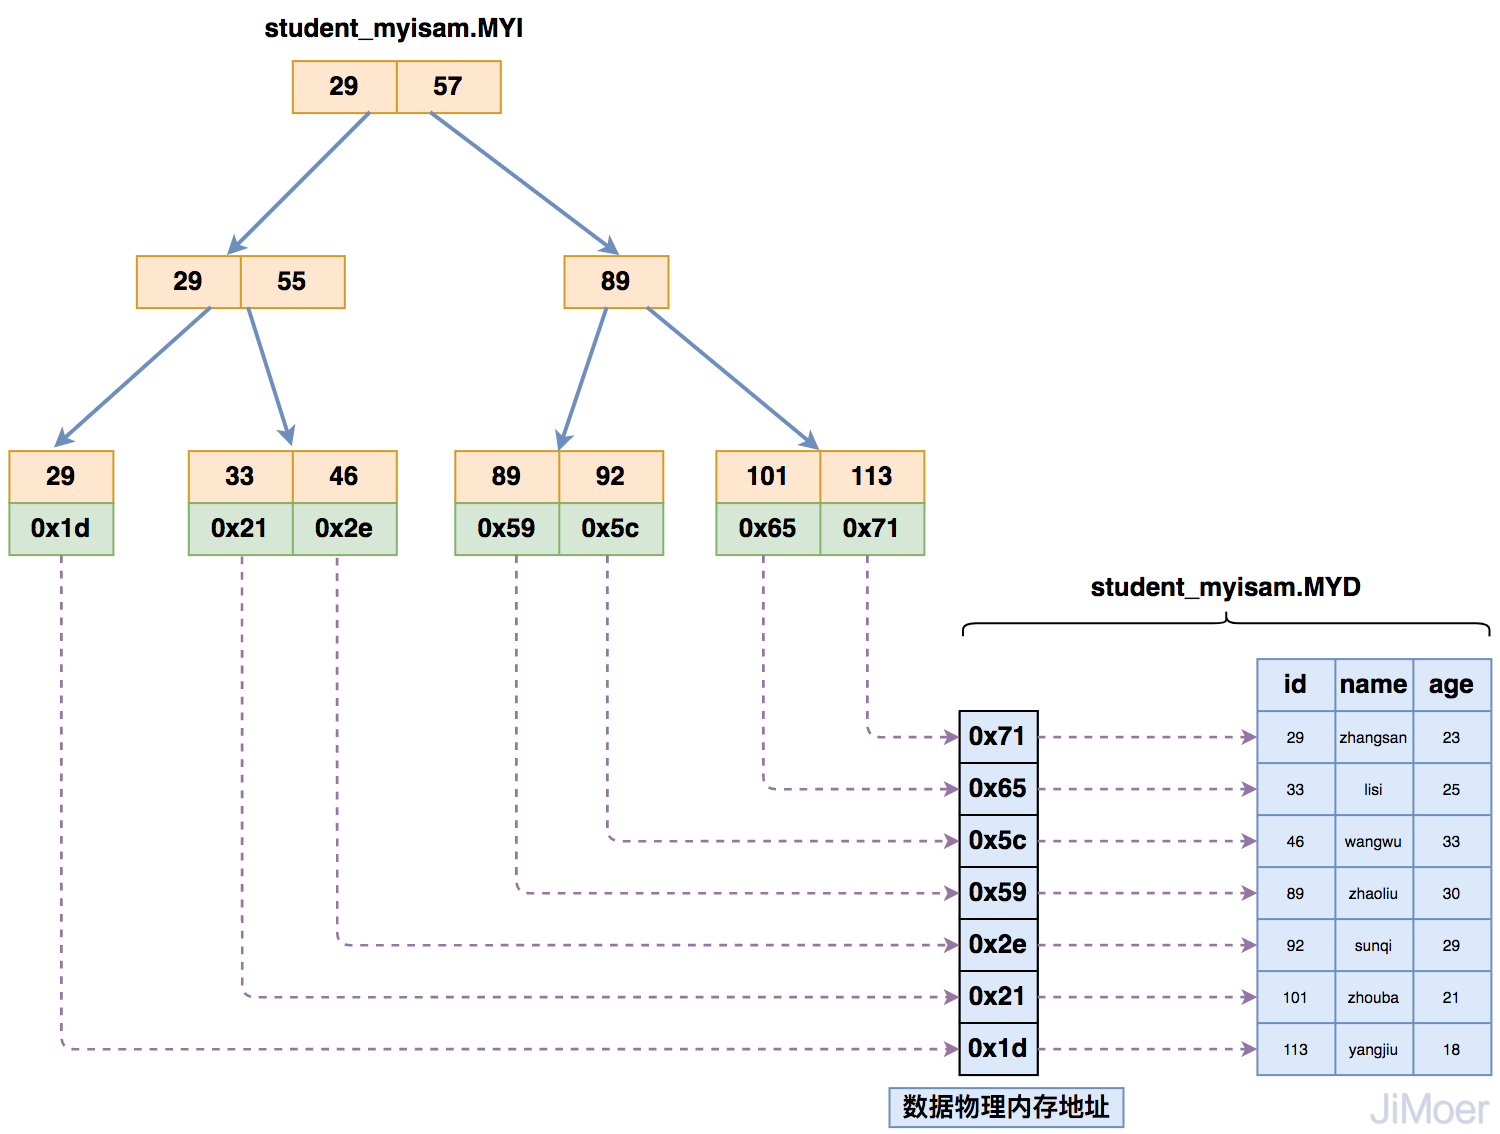 student_myisam.MYI
29 57
29 55
89
29
0x1d
33 46
0x21 0x2e
89 92
0x59 0x5c
101 113
0x65 0x71
student_myisam.MYD
0x71
0x65
0x5c
0x59
0x2e
0x21
0x1d
数据物理内存地址
id name age
29 zhangsan 23
33 lisi 25
46 wangwu 33
89 zhaoliu 30
92 sunqi 29
101 zhouba 21
113 yangjiu 18
JiMoer